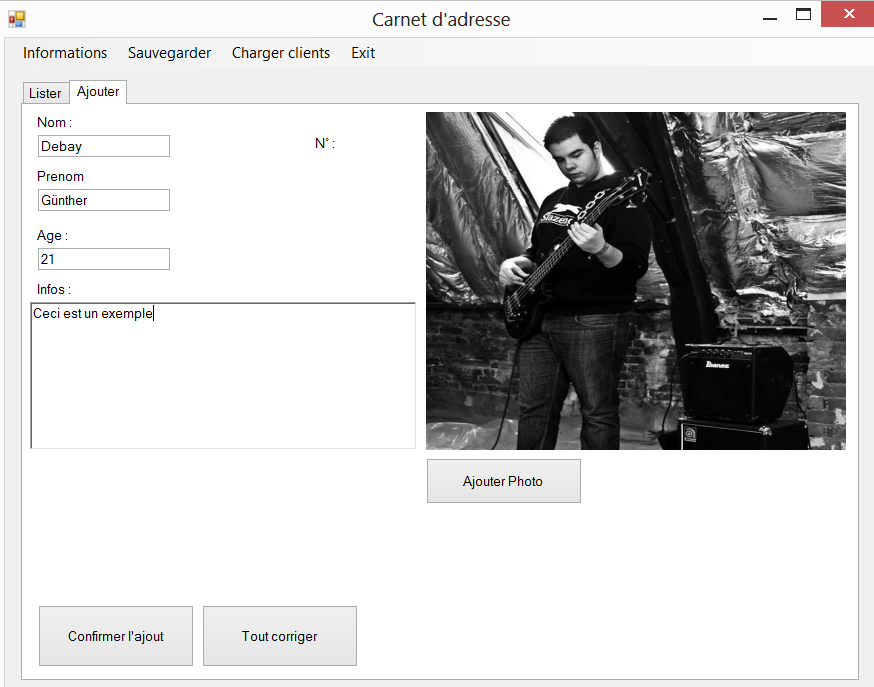 Carnet d'adresse
Informations Sauvegarder Charger clients Exit
Lister Ajouter
Nom :
Debay
N° :
Prenom
Günther
Age :
21
Infos :
Ceci est un exemple
Slazen
Ibanez
Ajouter Photo
Confirmer l'ajout Tout corriger